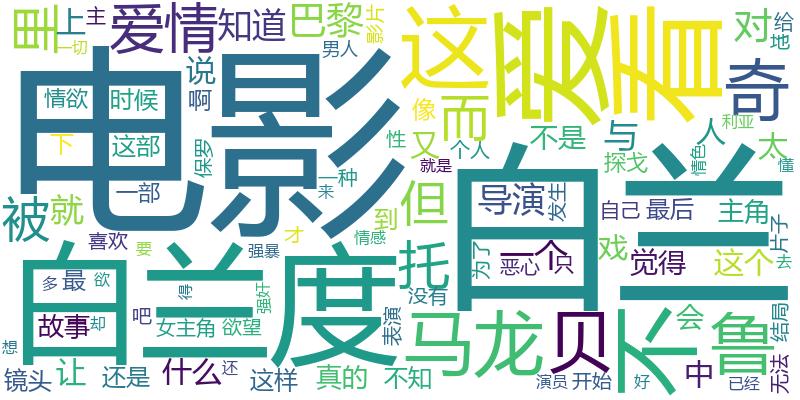 里
上
主
一切
爱情
知道
巴黎
影片
男人
这
爱
看
对
给
地
奇
说
啊
电影
情欲
时候
下
这部
一部
保罗
像
而
又
性
个人
就是
不是
与
人
利亚
太
探戈
情色
懂
一种
来
到
但
白兰
导演
发生
自己
最后
主角
被
就
喜欢
要
强暴
才
情感
托
为了
恶心
一个
只
戏
觉得
这个
片子
去
白兰
度
多
最
欲
得
强奸
没有
故事
却
吧
女主角
欲望
表演
马龙
贝
不
会
鲁
结局
想
镜头
让
还是
什么
还
这样
真的
不知
演员
开始
好
中
已经
无法